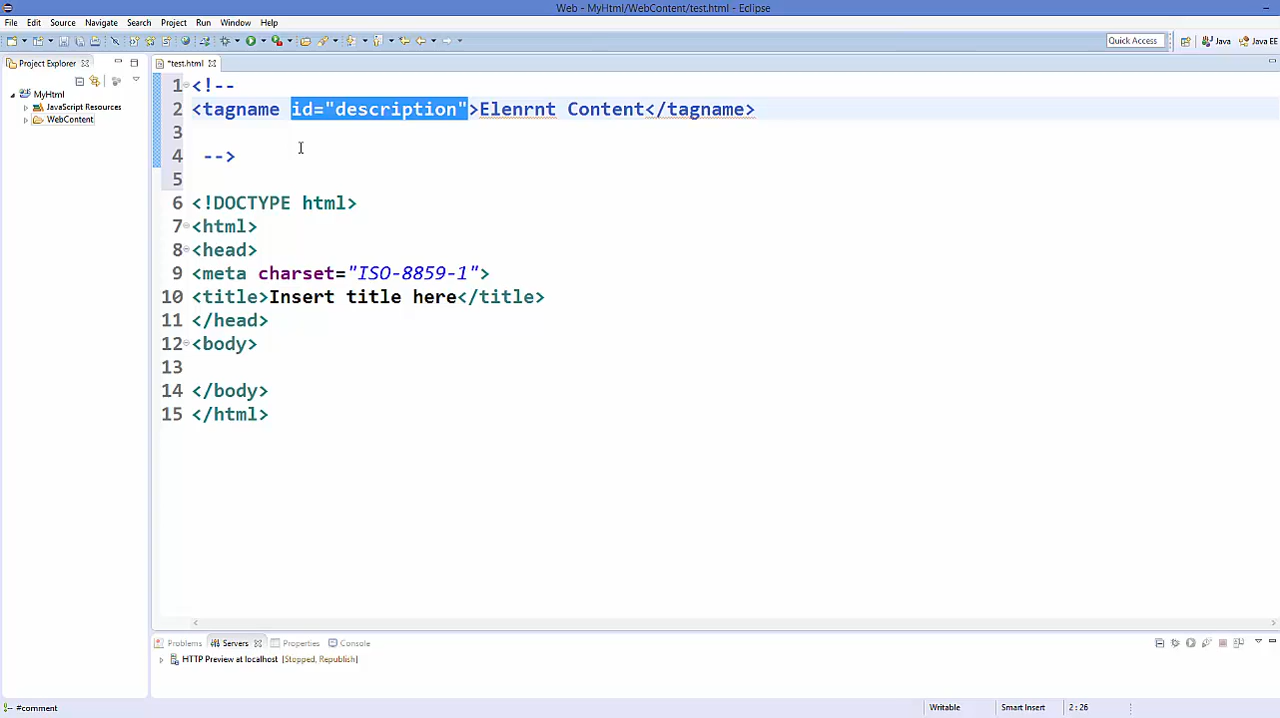 Web - MyHtml/WebContent/test.html - Eclipse
File Edit Source Navigate Search Project Run Window Help
Quick Access Java Java EE
Project Explorer
*test.html
MyHtml
JavaScript Resources
WebContent
1 <!--
2 <tagname id="description">Elenrnt Content</tagname>
3
4 -->
5
6 <!DOCTYPE html>
7 <html>
8 <head>
9 <meta charset="ISO-8859-1">
10 <title>Insert title here</title>
11 </head>
12 <body>
13
14 </body>
15 </html>
Problems Servers Properties Console
HTTP Preview at localhost [Stopped, Republish]
#comment Writable Smart Insert 2 : 26